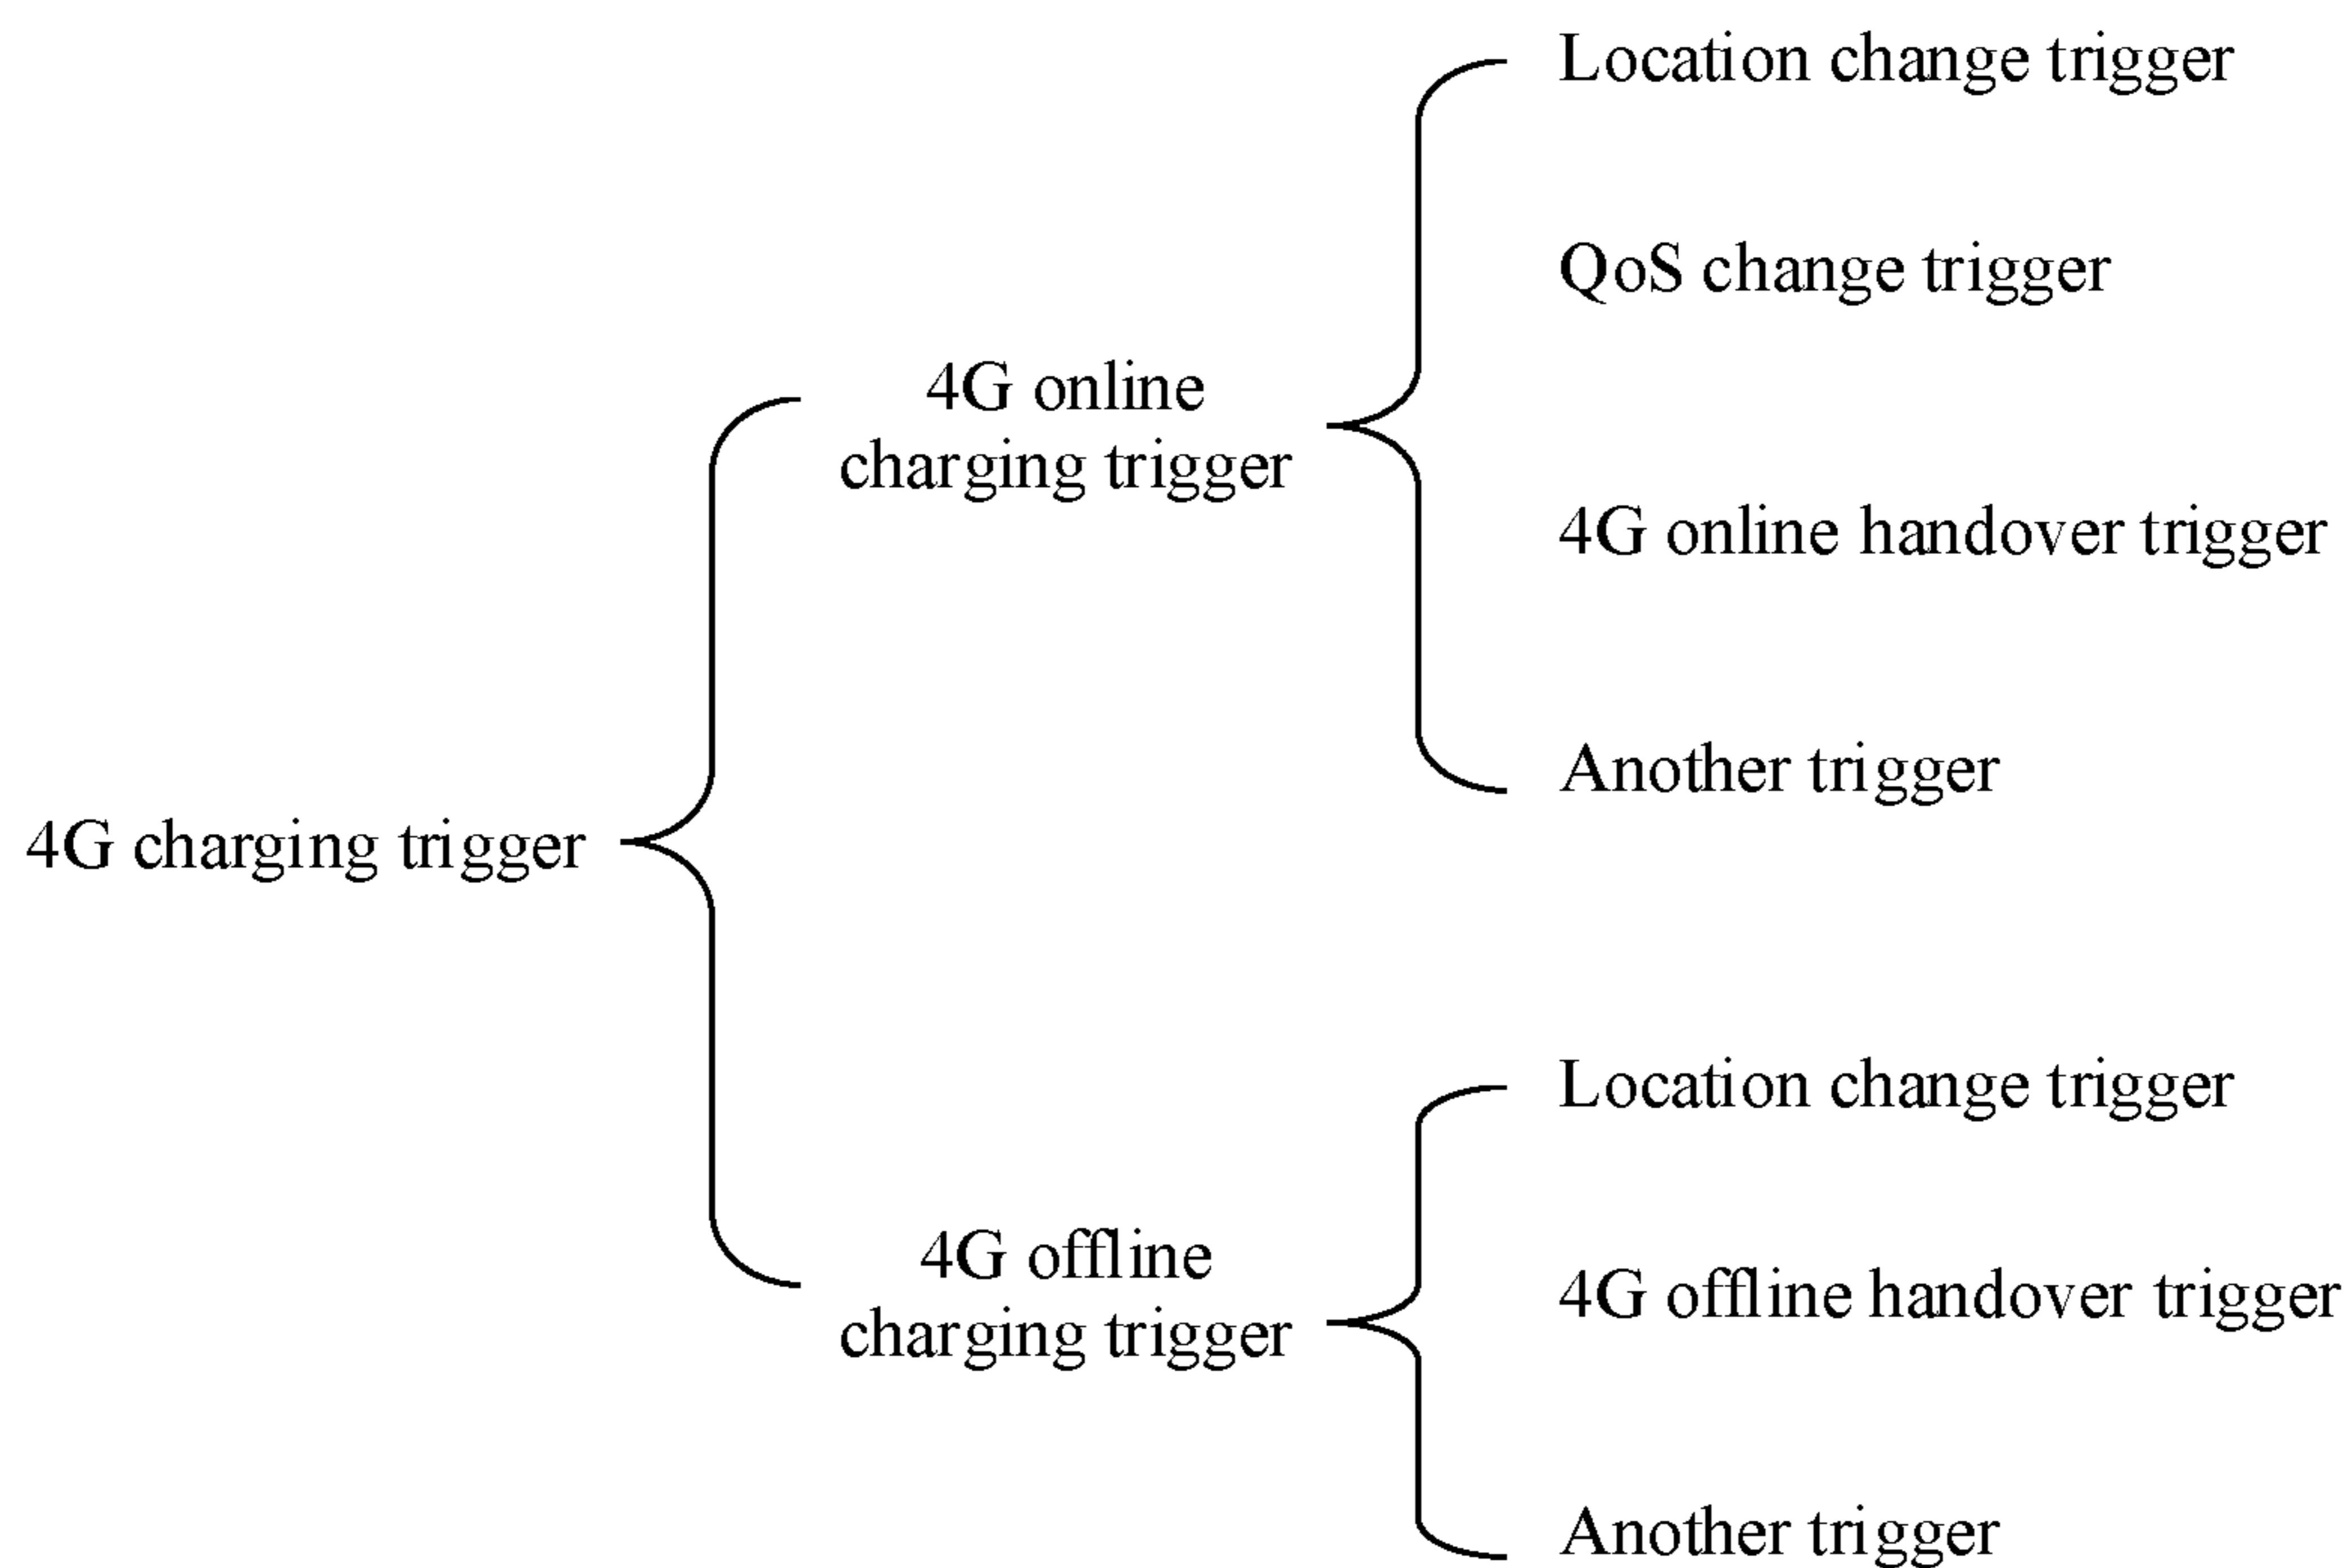 4G charging trigger
4G online
charging trigger
Location change trigger
QoS change trigger
4G online handover trigger
Another trigger
4G offline
charging trigger
Location change trigger
4G offline handover trigger
Another trigger